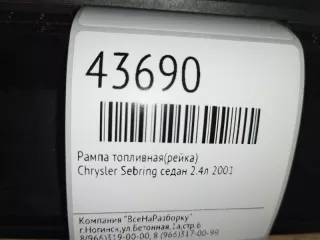 43690
Рампа топливная(рейка)
Chrysler Sebring седан 2.4л 2001
Компания "ВсеНаРазборку"
г.Ногинск,ул.Бетонная,1а,стр.6
8(966)319-00-00, 8 (966)317-00-99